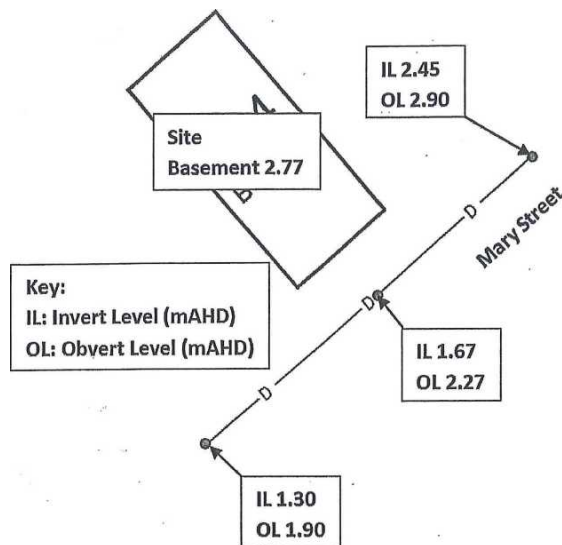 IL 2.45
OL 2.90
Site
Basement 2.77
D
Mary Street
Key:
IL: Invert Level (mAHD)
OL: Obvert Level (mAHD)
D
IL 1.67
OL 2.27
D
IL 1.30
OL 1.90